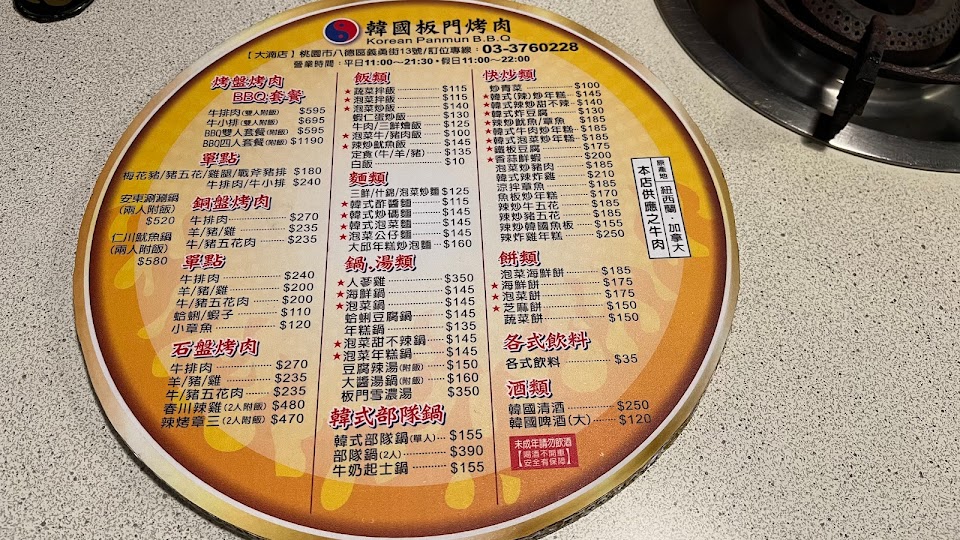 韓國板門烤肉
Korean Panmun B.B.Q
【大湳店】桃園市八德區義勇街13號/訂位專線：03-3760228
營業時間：平日11:00～21:30•假日11:00～22:00
烤盤烤肉
BBQ套餐
牛排肉(雙人附飯) $595
牛小排(雙人附飯) $695
BBQ雙人套餐(附飯) $595
BBQ四人套餐(附飯) $1190
單點
梅花豬/豬五花/雞腿/戰斧豬排 $180
牛排肉/牛小排 $240
安東涮涮鍋
(兩人附飯)
$520
仁川魷魚鍋
(兩人附飯)
$580
銅盤烤肉
牛排肉 $270
羊/豬/雞 $235
牛/豬五花肉 $235
單點
牛排肉 $240
羊/豬/雞 $200
牛/豬五花肉 $200
蛤蜊/蝦子 $110
小章魚 $120
石盤烤肉
牛排肉 $270
羊/豬/雞 $235
牛/豬五花肉 $235
春川辣雞(2人附飯) $480
辣烤章三(2人附飯) $470
飯類
★蔬菜拌飯 $115
★泡菜拌飯 $115
★泡菜炒飯 $140
蝦仁蛋炒飯 $130
牛肉/三鮮燴飯 $125
★泡菜牛/豬肉飯 $100
★辣炒魷魚飯 $145
定食(牛/羊/豬) $135
白飯 $10
麵類
三鮮/什錦/泡菜炒麵 $125
★韓式酢醬麵 $115
★韓式炒碼麵 $145
★韓式泡菜麵 $145
★泡菜公仔麵 $145
大邱年糕炒泡麵 $160
鍋、湯類
★人蔘雞 $350
★海鮮鍋 $145
★泡菜鍋 $145
蛤蜊豆腐鍋 $145
年糕鍋 $135
★泡菜甜不辣鍋 $145
★泡菜年糕鍋 $145
豆腐辣湯(附飯) $150
大醬湯鍋(附飯) $160
板門雪濃湯 $350
韓式部隊鍋
韓式部隊鍋(單人) $155
部隊鍋(2人) $390
牛奶起士鍋 $155
快炒類
炒青菜 $100
★韓式(辣)炒年糕 $145
★韓式辣炒甜不辣 $140
★韓式炸豆腐 $130
★辣炒魷魚/章魚 $185
★韓式牛肉炒年糕 $185
★韓式泡菜炒年糕 $185
★鐵板豆腐 $175
★香蒜鮮蝦 $200
泡菜炒豬肉 $185
韓式辣炸雞 $210
涼拌章魚 $185
魚板炒年糕 $170
辣炒牛五花 $185
辣炒豬五花 $185
辣炒韓國魚板 $155
辣炸雞年糕 $250
餅類
泡菜海鮮餅 $185
★海鮮餅 $175
★泡菜餅 $175
★芝麻餅 $150
蔬菜餅 $150
各式飲料
各式飲料 $35
酒類
韓國清酒 $250
韓國啤酒(大) $120
未成年請勿飲酒
【喝酒不開車
安全有保障】
本店供應之牛肉
原產地 紐西蘭・加拿大